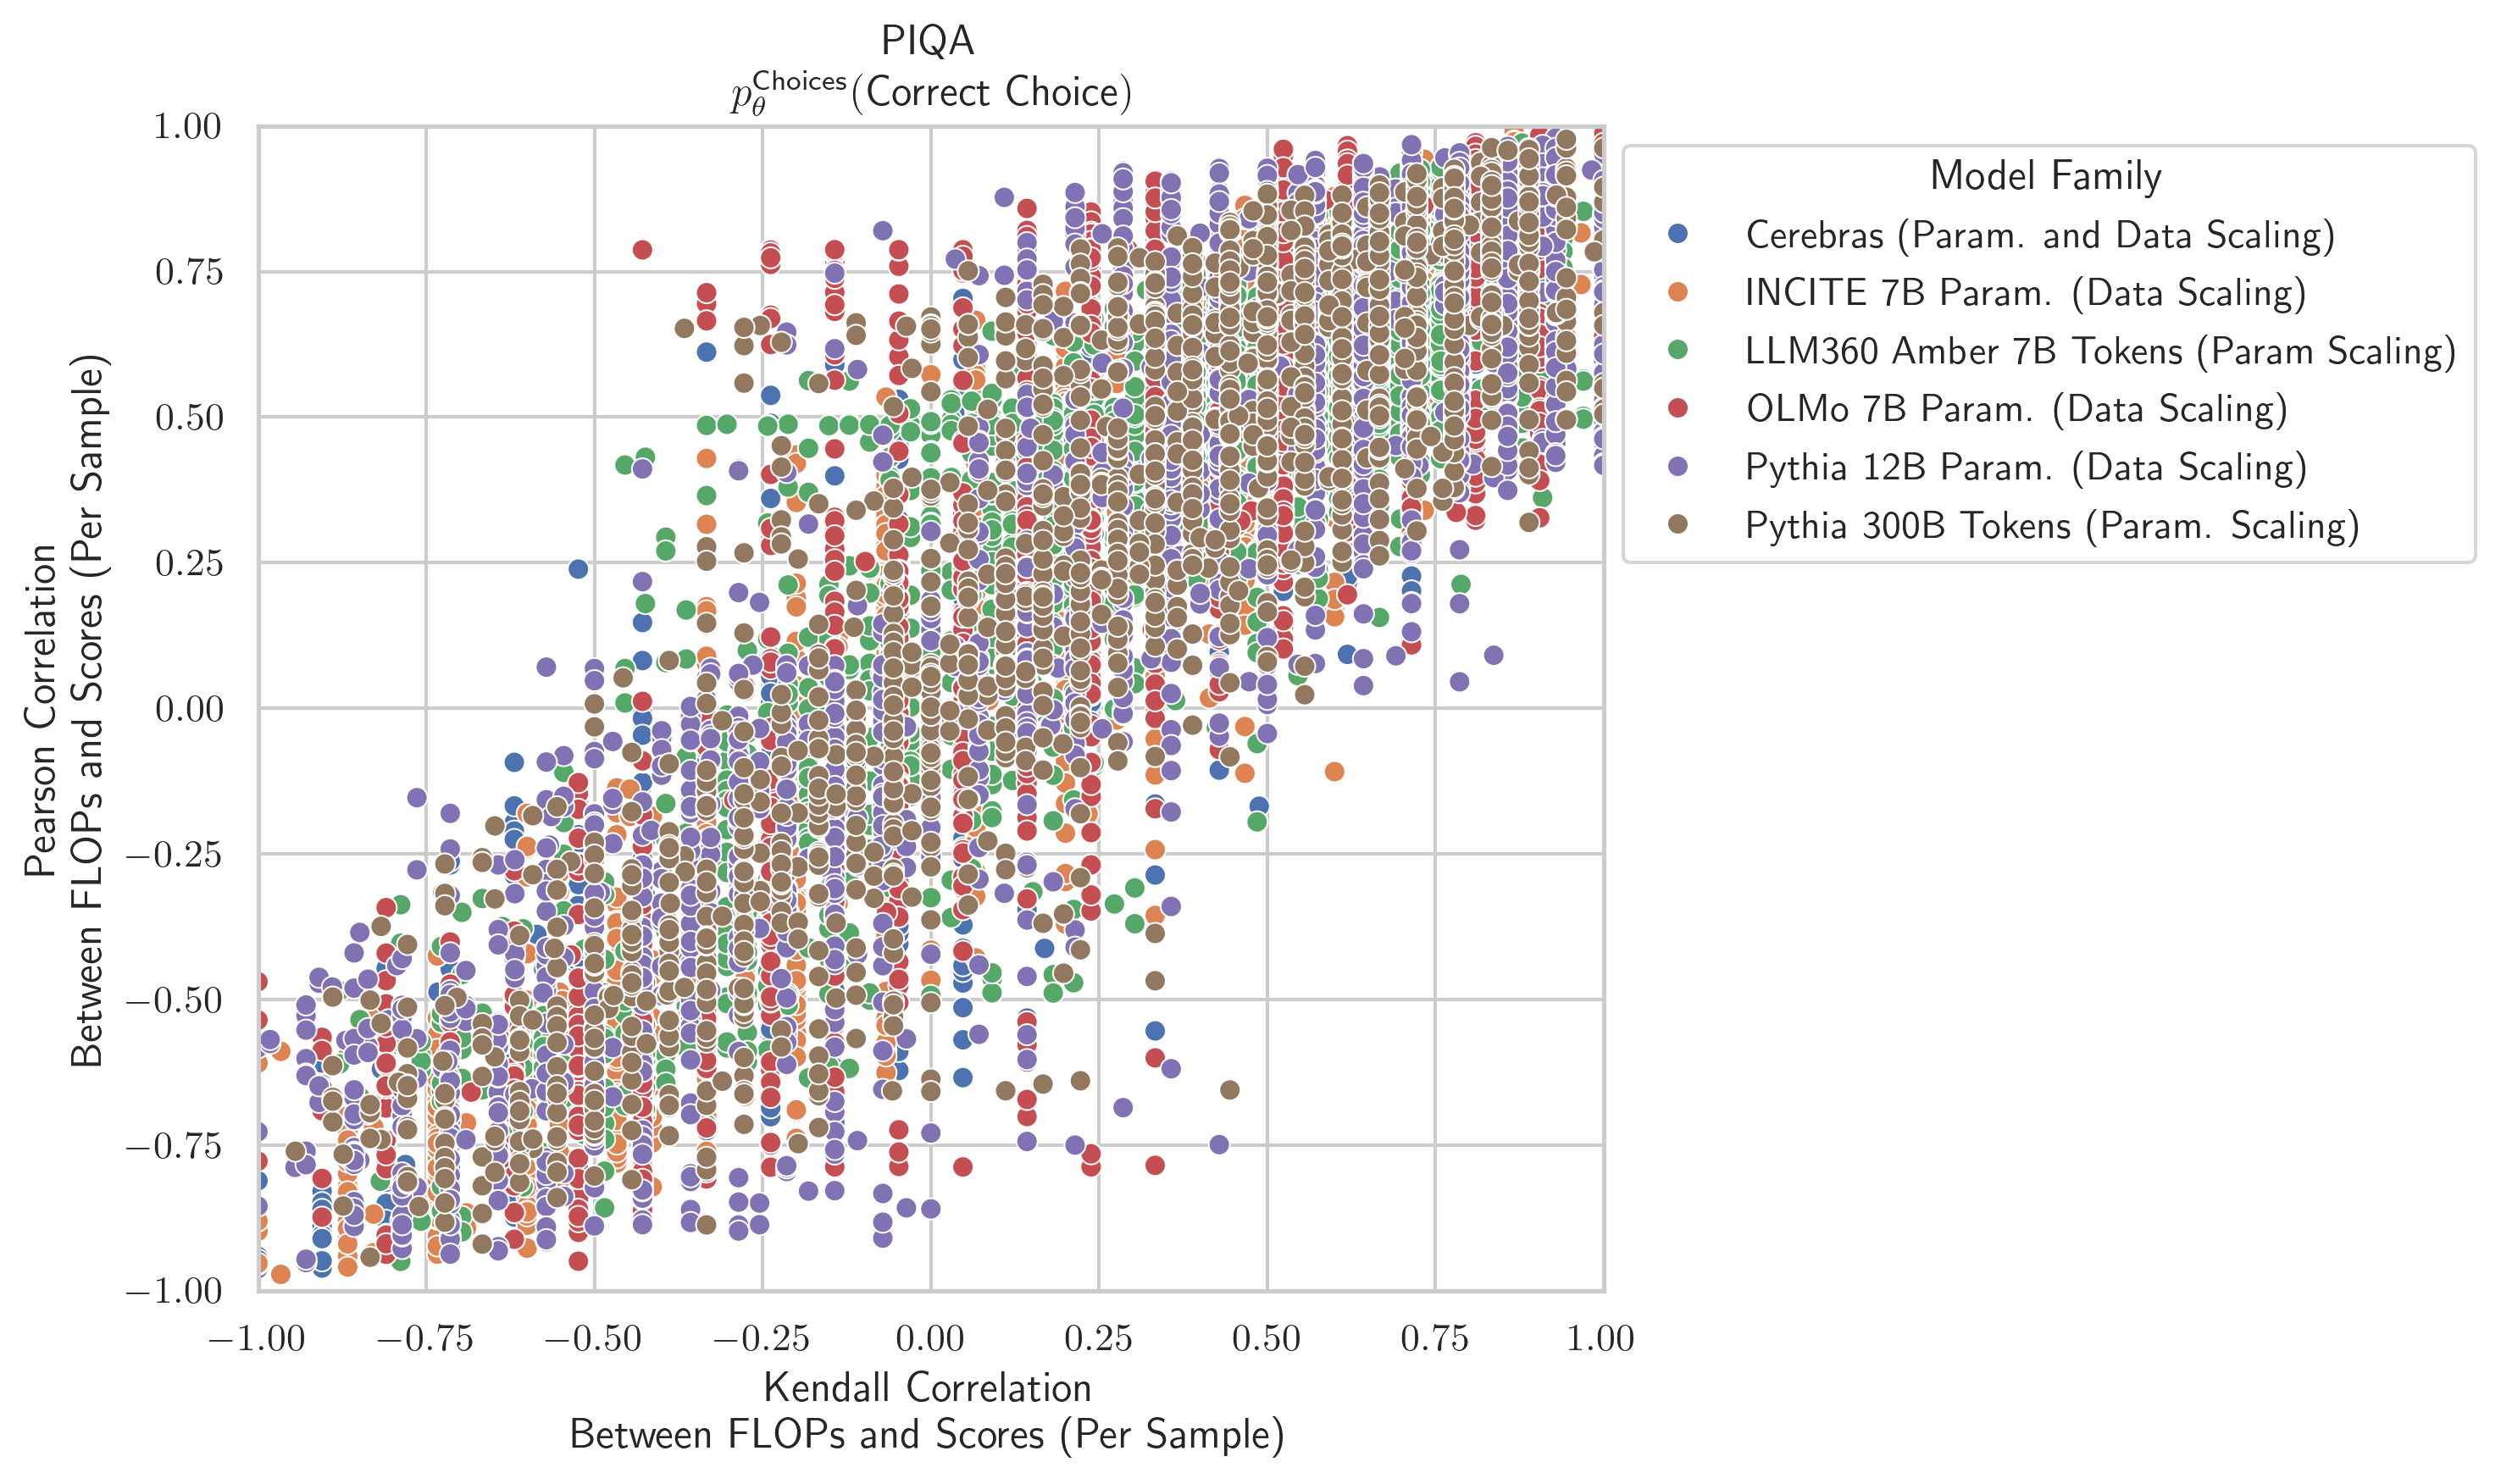 PIQA
p_θ^Choices(Correct Choice)
Pearson Correlation
Between FLOPs and Scores (Per Sample)
1.00
0.75
0.50
0.25
0.00
−0.25
−0.50
−0.75
−1.00
−1.00 −0.75 −0.50 −0.25 0.00 0.25 0.50 0.75 1.00
Kendall Correlation
Between FLOPs and Scores (Per Sample)
Model Family
Cerebras (Param. and Data Scaling)
INCITE 7B Param. (Data Scaling)
LLM360 Amber 7B Tokens (Param Scaling)
OLMo 7B Param. (Data Scaling)
Pythia 12B Param. (Data Scaling)
Pythia 300B Tokens (Param. Scaling)